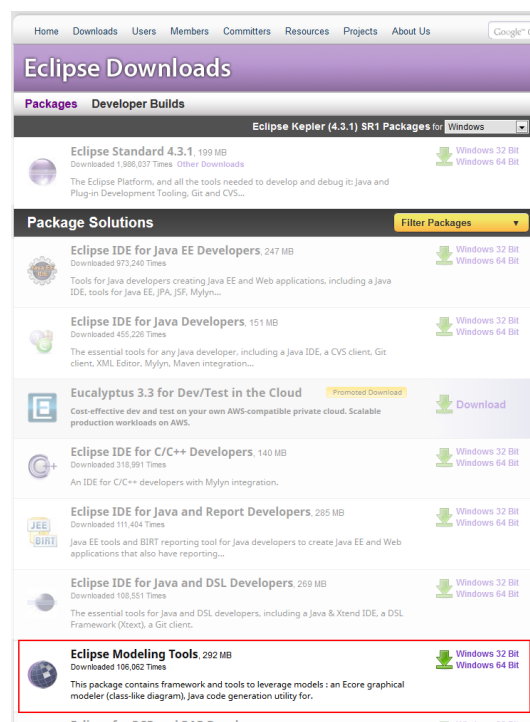 Home Downloads Users Members Committers Resources Projects About Us Google™
Eclipse Downloads
Packages Developer Builds
Eclipse Kepler (4.3.1) SR1 Packages for Windows
Eclipse Standard 4.3.1, 199 MB Windows 32 Bit
Downloaded 1,986,037 Times Other Downloads Windows 64 Bit
The Eclipse Platform, and all the tools needed to develop and debug it: Java and
Plug-in Development Tooling, Git and CVS...
Package Solutions Filter Packages
Eclipse IDE for Java EE Developers, 247 MB Windows 32 Bit
Downloaded 973,240 Times Windows 64 Bit
Tools for Java developers creating Java EE and Web applications, including a Java
IDE, tools for Java EE, JPA, JSF, Mylyn...
Eclipse IDE for Java Developers, 151 MB Windows 32 Bit
Downloaded 455,226 Times Windows 64 Bit
The essential tools for any Java developer, including a Java IDE, a CVS client, Git
client, XML Editor, Mylyn, Maven integration...
Eucalyptus 3.3 for Dev/Test in the Cloud Promoted Download
Download
Cost-effective dev and test on your own AWS-compatible private cloud. Scalable
production workloads on AWS.
Eclipse IDE for C/C++ Developers, 140 MB Windows 32 Bit
Downloaded 318,991 Times Windows 64 Bit
An IDE for C/C++ developers with Mylyn integration.
Eclipse IDE for Java and Report Developers, 285 MB Windows 32 Bit
JEE BIRT Downloaded 111,404 Times Windows 64 Bit
Java EE tools and BIRT reporting tool for Java developers to create Java EE and Web
applications that also have reporting...
Eclipse IDE for Java and DSL Developers, 269 MB Windows 32 Bit
Downloaded 108,551 Times Windows 64 Bit
The essential tools for Java and DSL developers, including a Java & Xtend IDE, a DSL
Framework (Xtext), a Git client.
Eclipse Modeling Tools, 292 MB Windows 32 Bit
Downloaded 106,062 Times Windows 64 Bit
This package contains framework and tools to leverage models : an Ecore graphical
modeler (class-like diagram), Java code generation utility for.